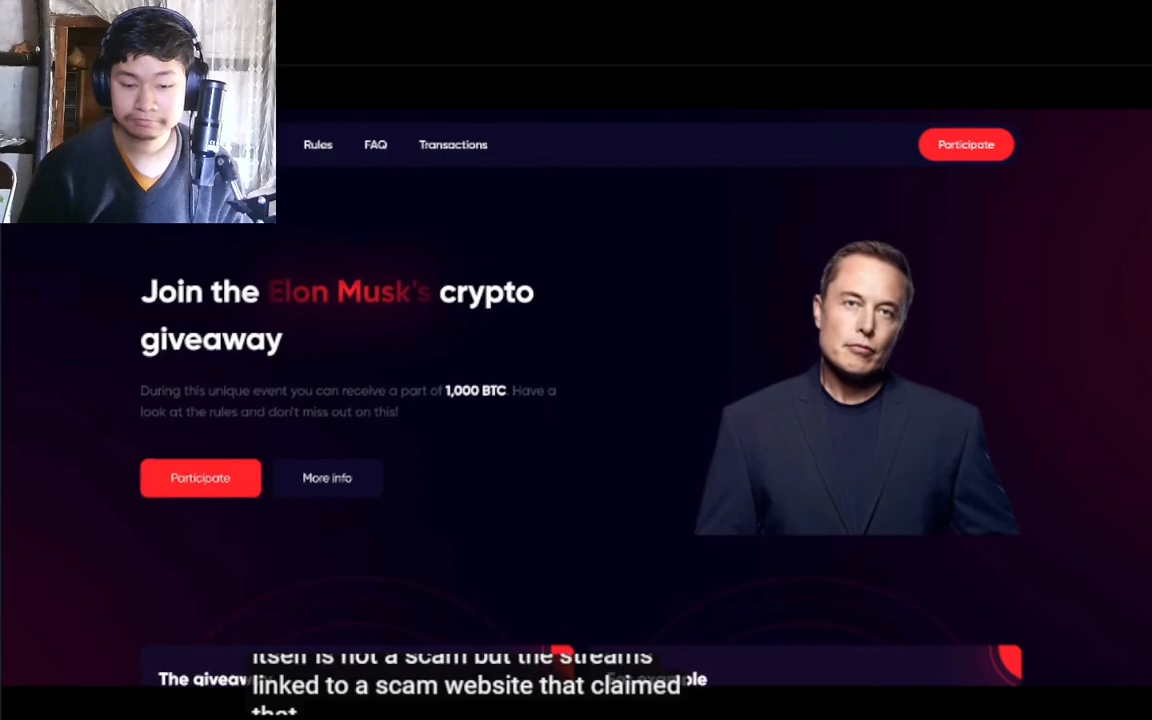 Rules FAQ Transactions Participate
Join the Elon Musk's crypto
giveaway
During this unique event you can receive a part of 1,000 BTC. Have a
look at the rules and don't miss out on this!
Participate More info
The giveaw
itself is not a scam but the streams
linked to a scam website that claimed
that